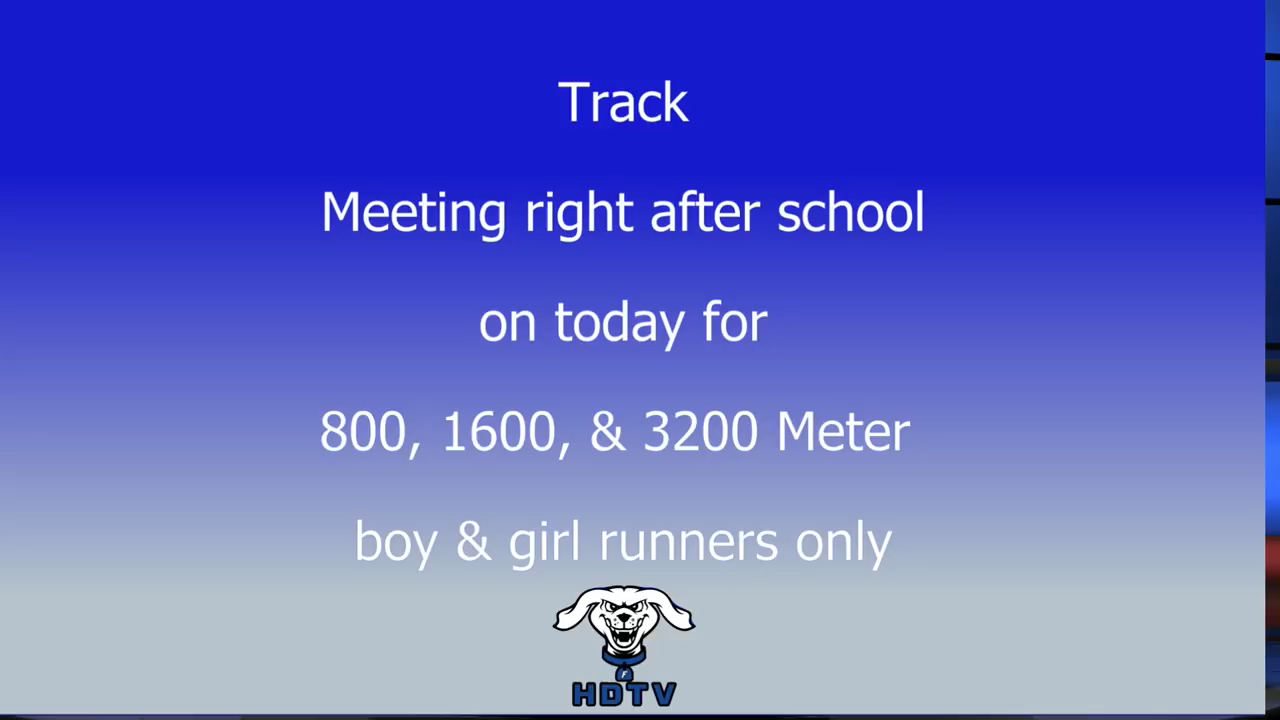 Track
Meeting right after school
on today for
800, 1600, & 3200 Meter
boy & girl runners only
F
HDTV